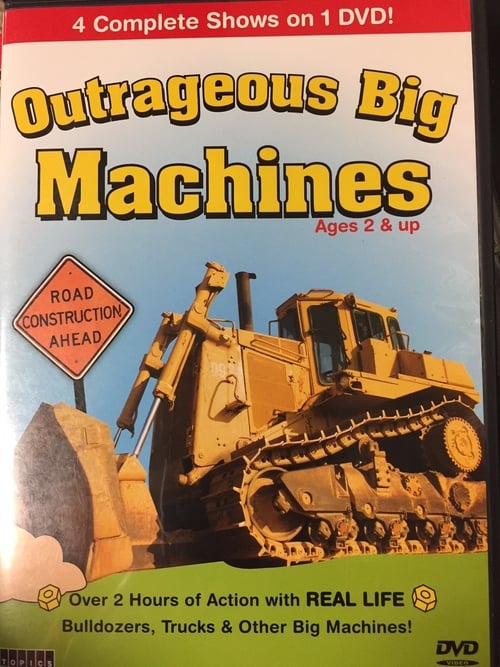 4 Complete Shows on 1 DVD!
Outrageous Big
Machines
Ages 2 & up
ROAD
CONSTRUCTION
AHEAD
Over 2 Hours of Action with REAL LIFE
Bulldozers, Trucks & Other Big Machines!
TOPICS
DVD
VIDEO